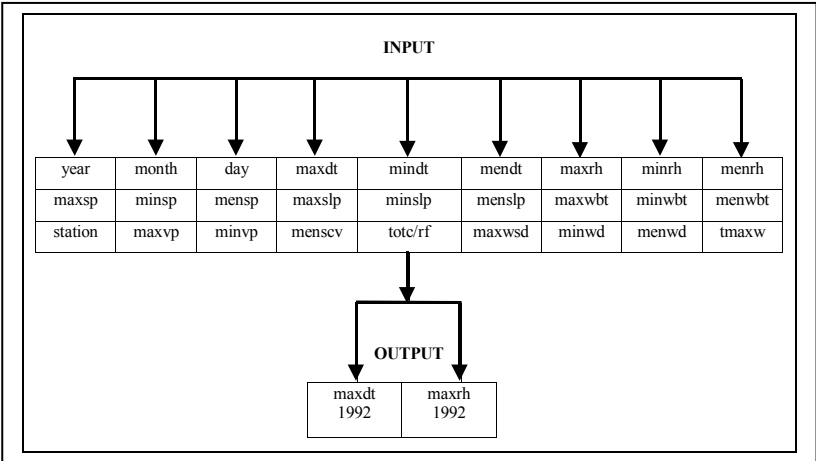 INPUT
year month day maxdt mindt mendt maxrh minrh menrh
maxsp minsp mensp maxslp minslp menslp maxwbt minwbt menwbt
station maxvp minvp menscv totc/rf maxwsd minwd menwd tmaxw
OUTPUT
maxdt maxrh
1992 1992